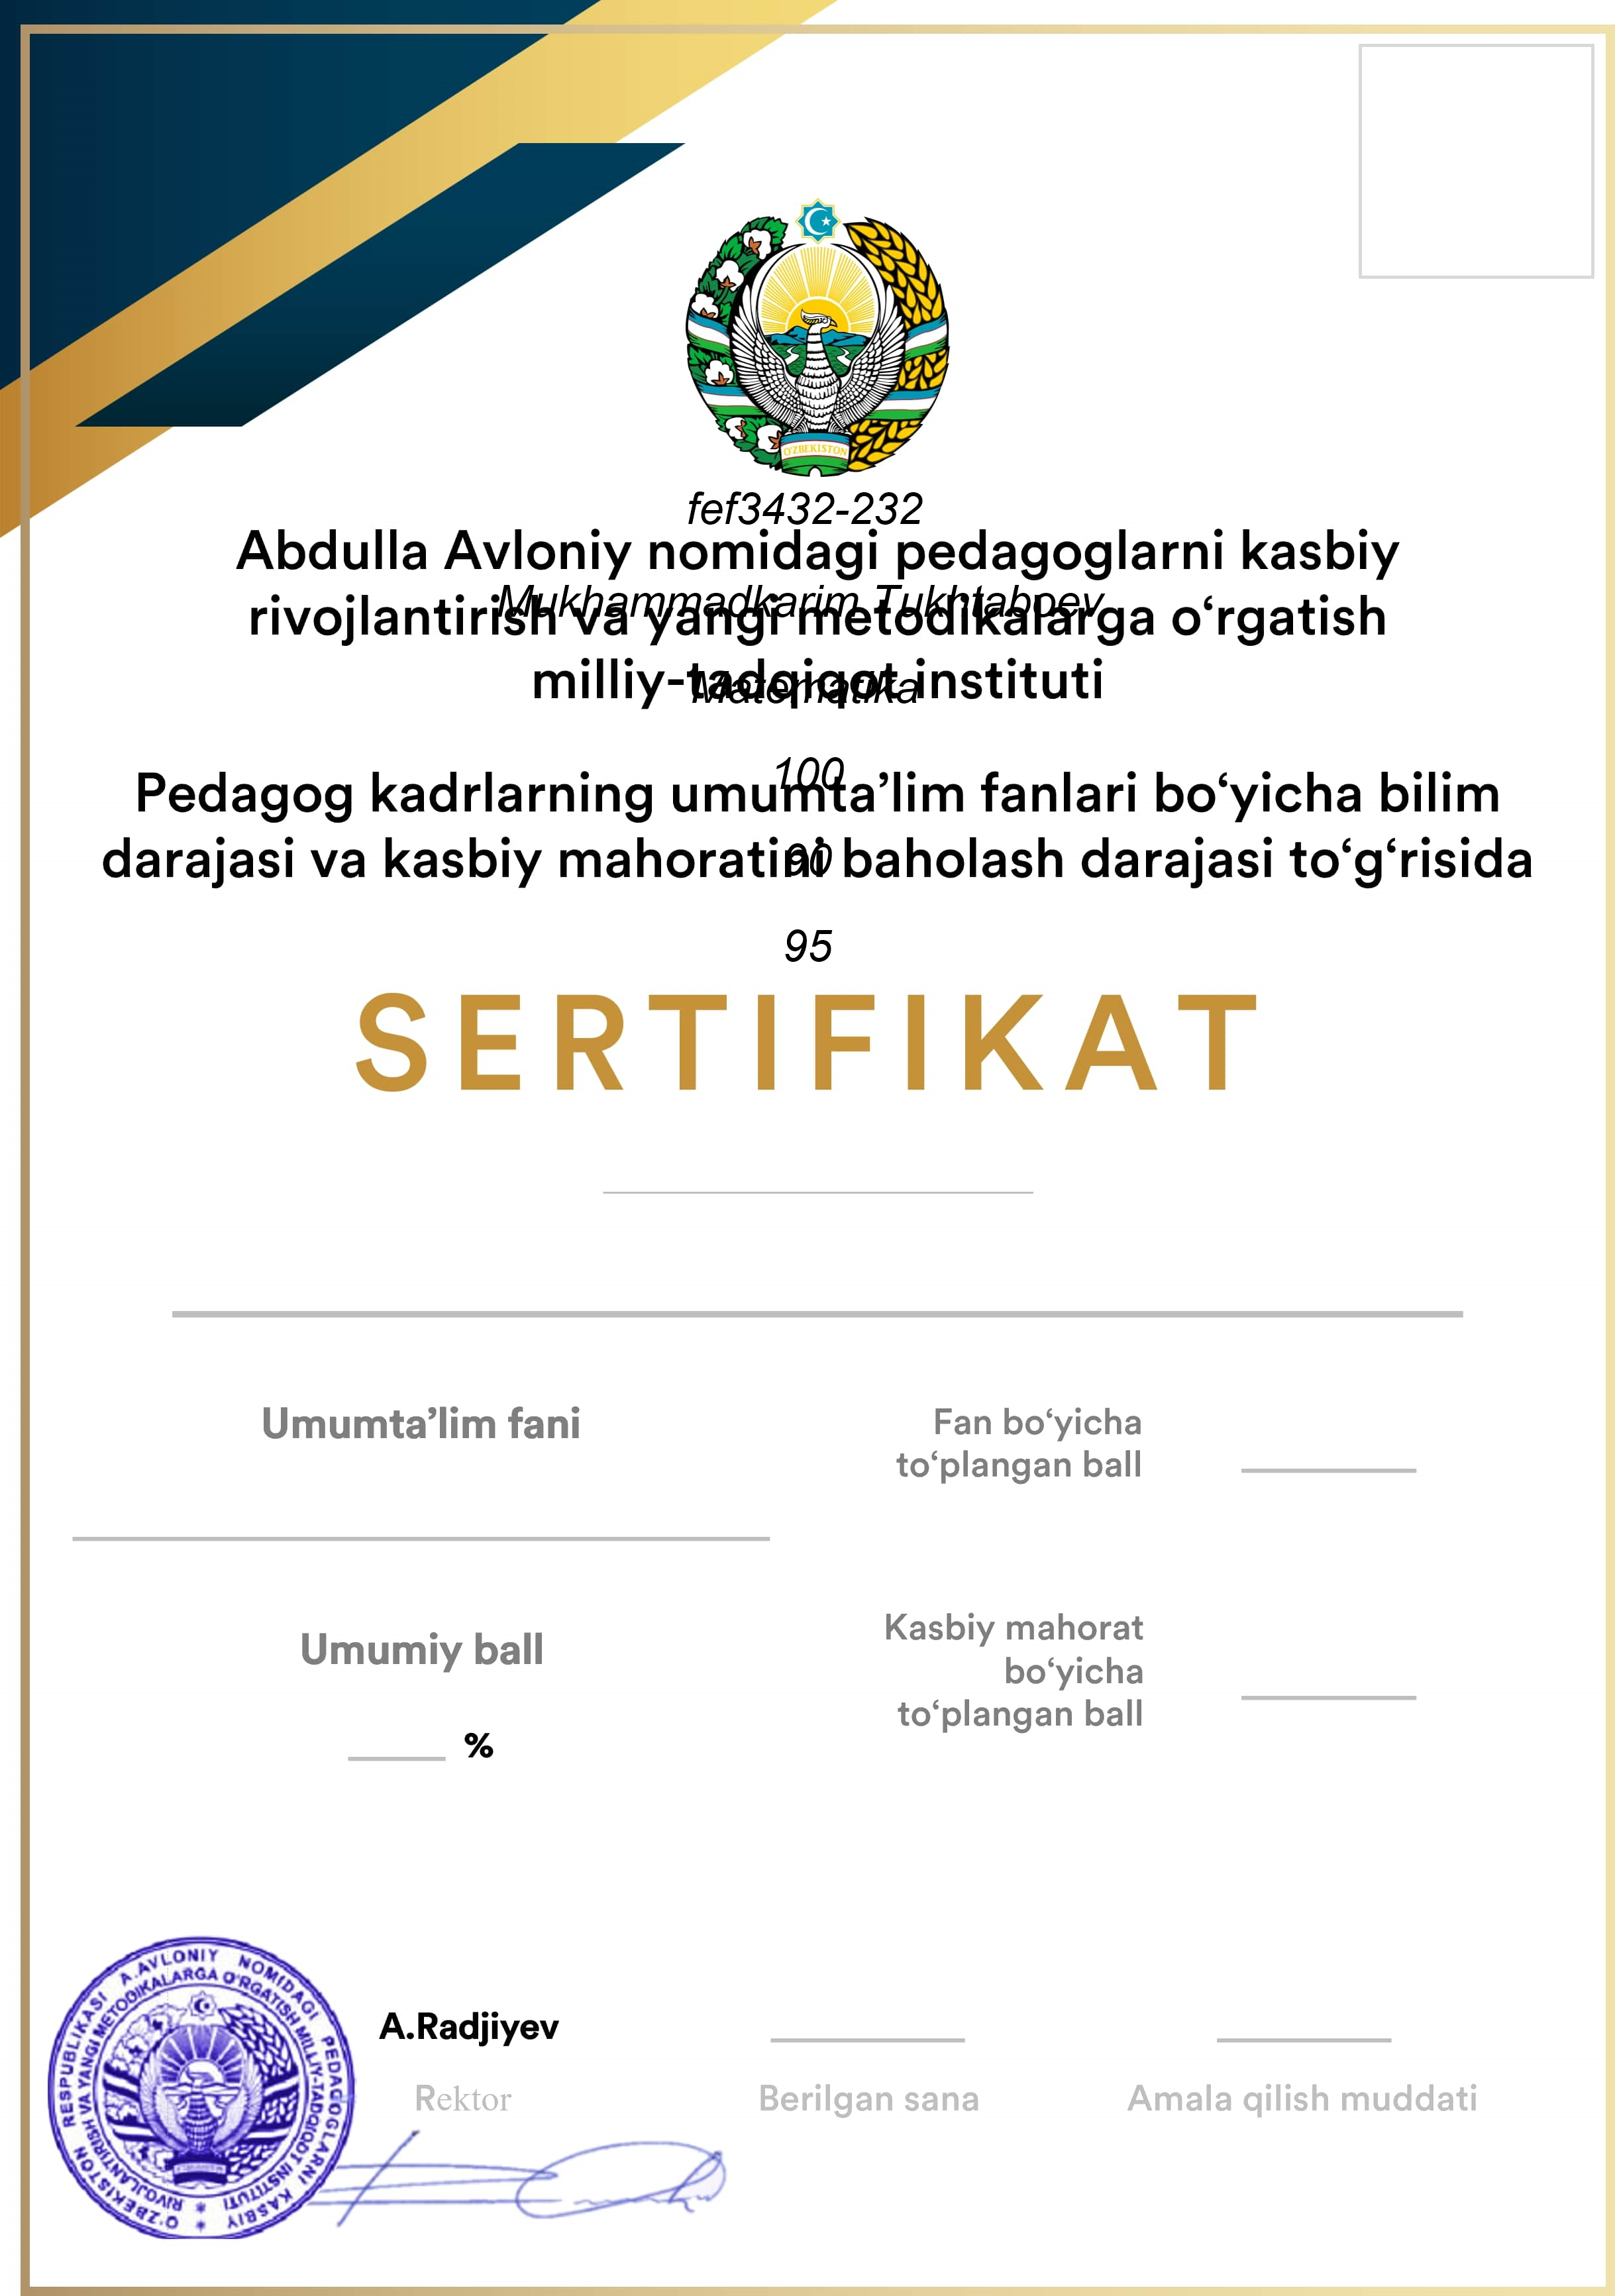 O'ZBEKISTON
fef3432-232
Abdulla Avloniy nomidagi pedagoglarni kasbiy
Mukhammadkarim Tukhtaboev
rivojlantirish va yangi metodikalarga o‘rgatish
milliy-tadqiqot instituti
Matematika
100
Pedagog kadrlarning umumta’lim fanlari bo‘yicha bilim
darajasi va kasbiy mahoratini baholash darajasi to‘g‘risida
90
95
SERTIFIKAT
Umumta’lim fani
Fan bo‘yicha
to‘plangan ball
Umumiy ball
%
Kasbiy mahorat
bo‘yicha
to‘plangan ball
O'ZBEKISTON RESPUBLIKASI A.AVLONIY NOMIDAGI PEDAGOGLARNI KASBIY
RIVOJLANTIRISH VA YANGI METODIKALARGA O'RGATISH MILLIY-TADQIQOT INSTITUTI
A.Radjiyev
Rektor
Berilgan sana
Amala qilish muddati